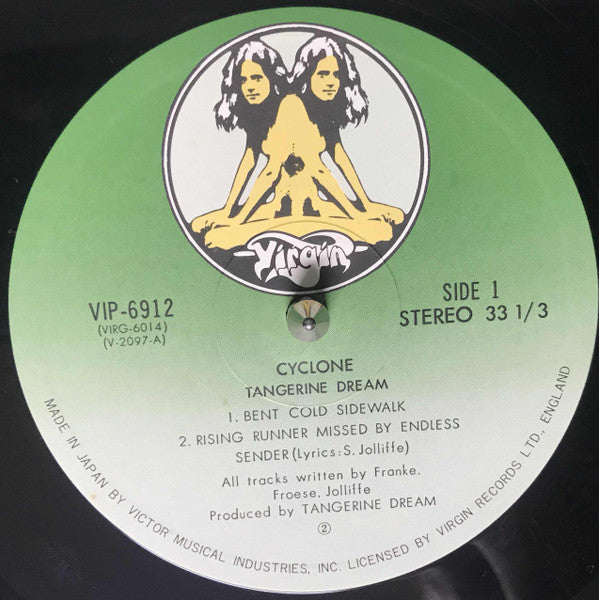 Virgin
VIP-6912
(VIRG-6014)
(V-2097-A)
SIDE 1
STEREO 33 1/3
CYCLONE
TANGERINE DREAM
1. BENT COLD SIDEWALK
2. RISING RUNNER MISSED BY ENDLESS
SENDER (Lyrics: S. Jolliffe)
All tracks written by Franke.
Froese. Jolliffe
Produced by TANGERINE DREAM
②
MADE IN JAPAN BY VICTOR MUSICAL INDUSTRIES, INC. LICENSED BY VIRGIN RECORDS LTD., ENGLAND